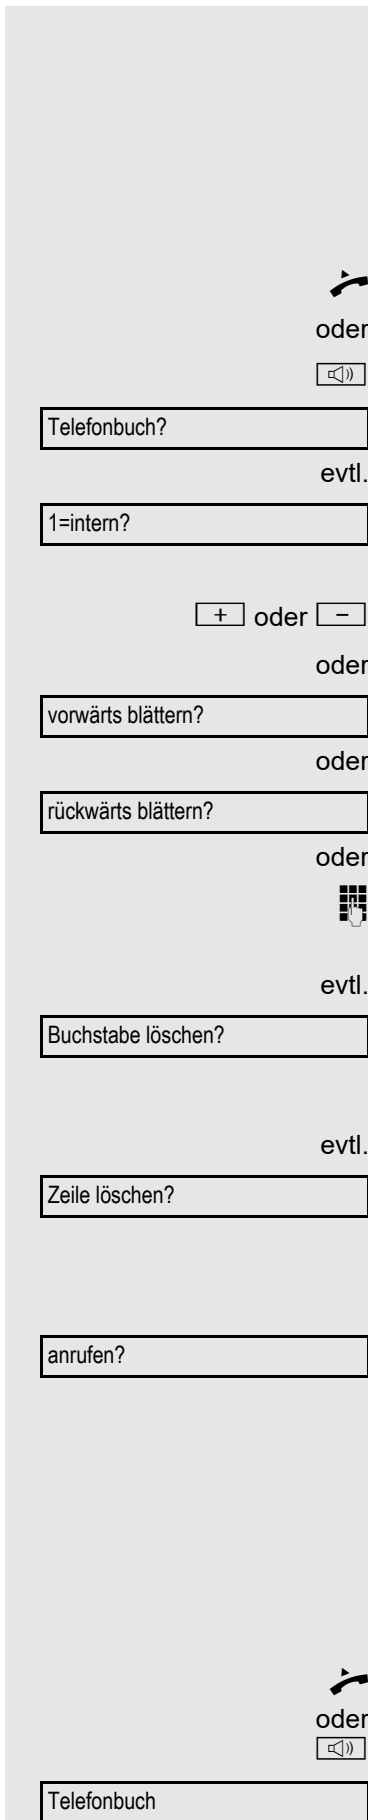 oder
Telefonbuch?
evtl.
1=intern?
+ oder −
oder
vorwärts blättern?
oder
rückwärts blättern?
oder
evtl.
Buchstabe löschen?
evtl.
Zeile löschen?
anrufen?
oder
Telefonbuch